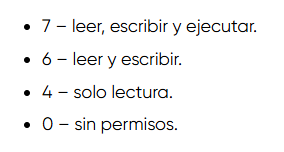 • 7 – leer, escribir y ejecutar.
• 6 – leer y escribir.
• 4 – solo lectura.
• 0 – sin permisos.